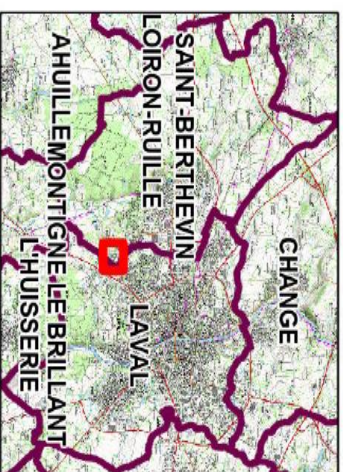 CHANGE
SAINT-BERTHEVIN
LOIRON-RUILLE
LAVAL
AHUILLE
MONTIGNE-LE-BRILLANT
L'HUISSERIE